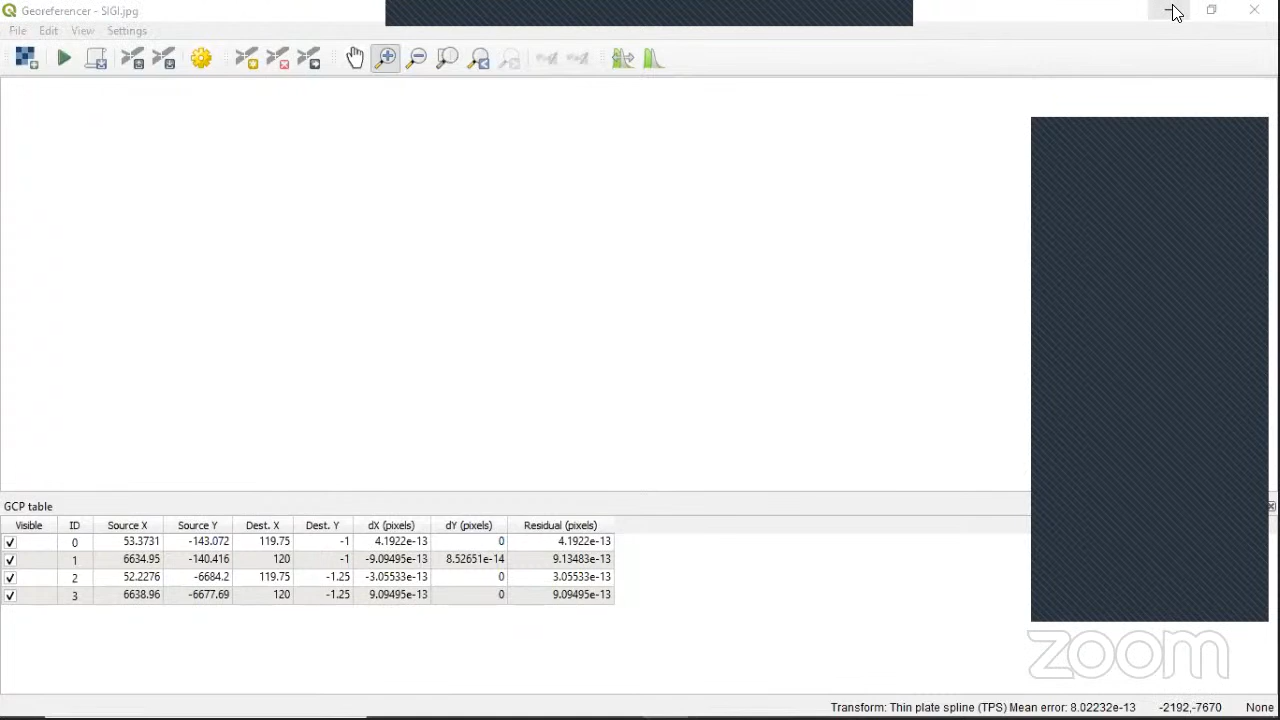 Georeferencer - SIGI.jpg
File Edit View Settings
GCP table
Visible ID Source X Source Y Dest. X Dest. Y dX (pixels) dY (pixels) Residual (pixels)
0 53.3731 -143.072 119.75 -1 4.1922e-13 0 4.1922e-13
1 6634.95 -140.416 120 -1 -9.09495e-13 8.52651e-14 9.13483e-13
2 52.2276 -6684.2 119.75 -1.25 -3.05533e-13 0 3.05533e-13
3 6638.96 -6677.69 120 -1.25 9.09495e-13 0 9.09495e-13
zoom
Transform: Thin plate spline (TPS) Mean error: 8.02232e-13 -2192,-7670 None